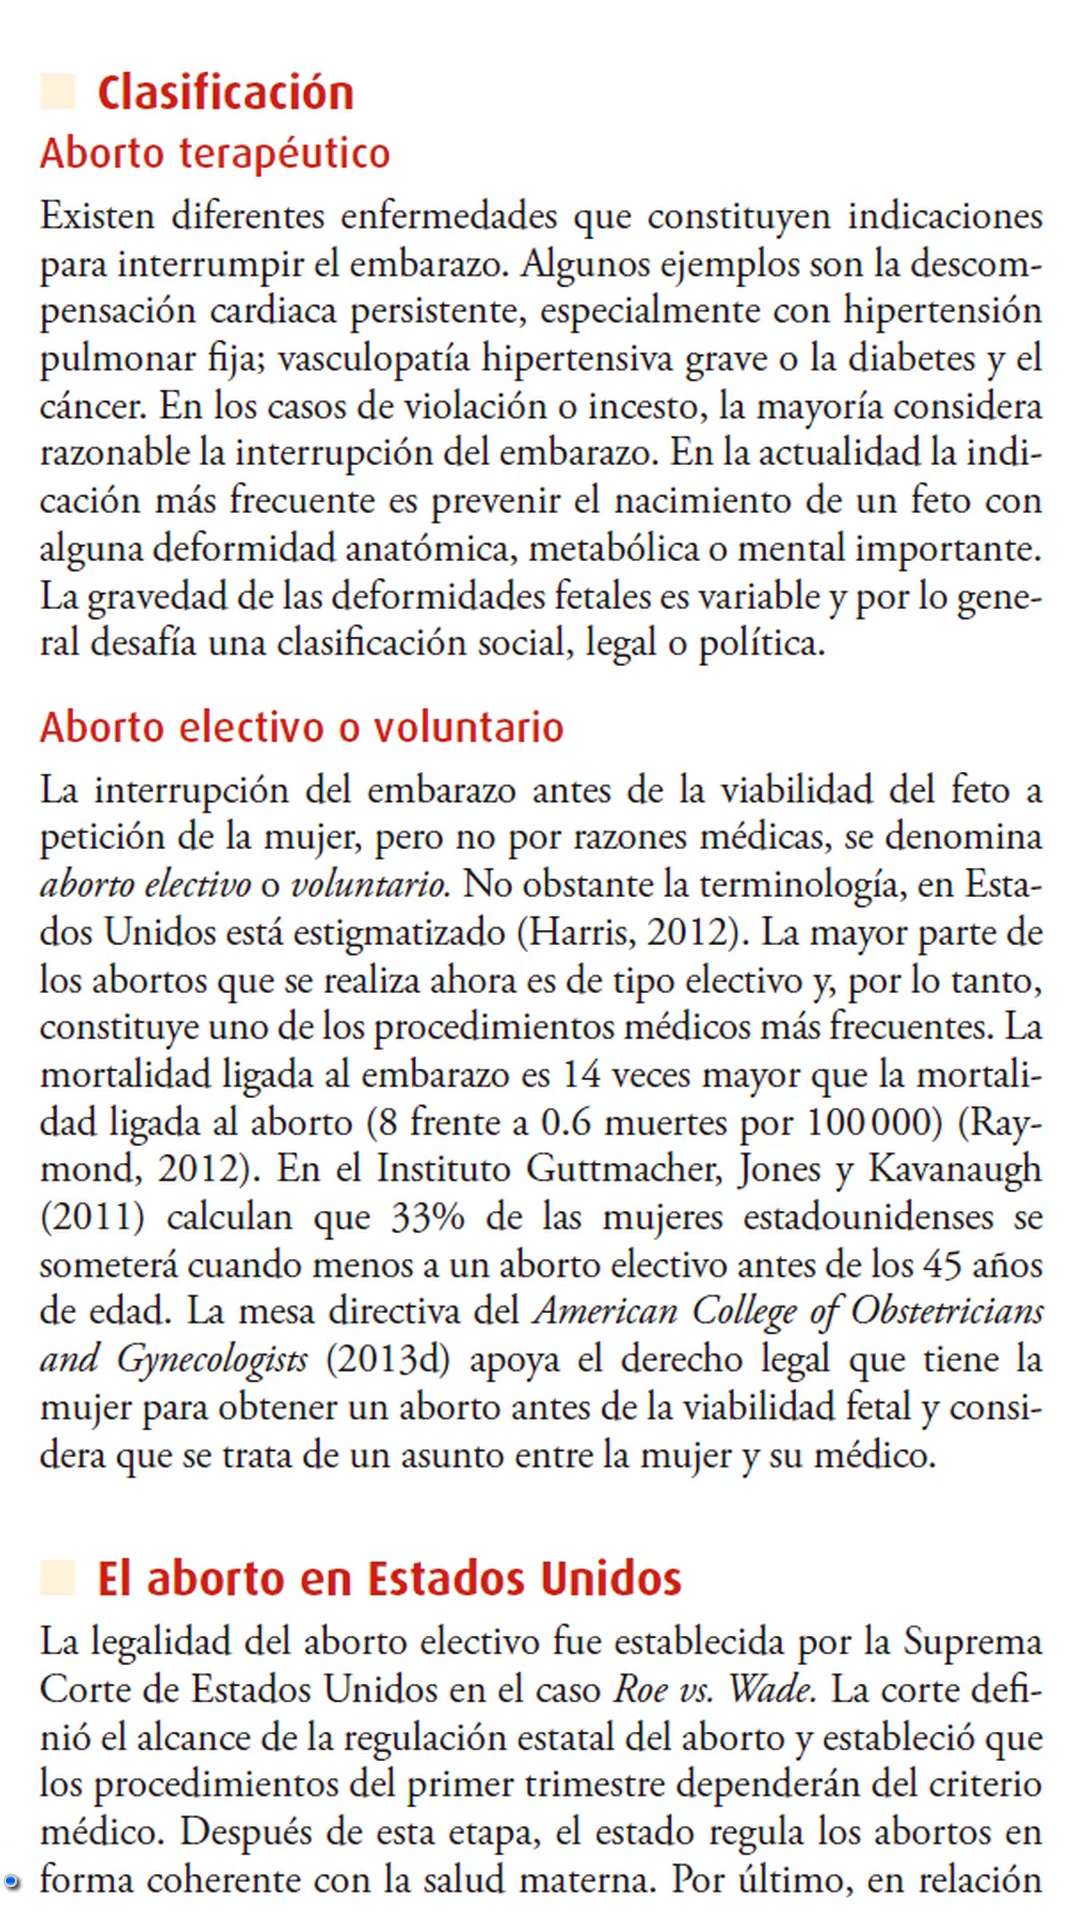 Clasificación
Aborto terapéutico
Existen diferentes enfermedades que constituyen indicaciones
para interrumpir el embarazo. Algunos ejemplos son la descom-
pensación cardiaca persistente, especialmente con hipertensión
pulmonar fija; vasculopatía hipertensiva grave o la diabetes y el
cáncer. En los casos de violación o incesto, la mayoría considera
razonable la interrupción del embarazo. En la actualidad la indi-
cación más frecuente es prevenir el nacimiento de un feto con
alguna deformidad anatómica, metabólica o mental importante.
La gravedad de las deformidades fetales es variable y por lo gene-
ral desafía una clasificación social, legal o política.
Aborto electivo o voluntario
La interrupción del embarazo antes de la viabilidad del feto a
petición de la mujer, pero no por razones médicas, se denomina
aborto electivo o voluntario. No obstante la terminología, en Esta-
dos Unidos está estigmatizado (Harris, 2012). La mayor parte de
los abortos que se realiza ahora es de tipo electivo y, por lo tanto,
constituye uno de los procedimientos médicos más frecuentes. La
mortalidad ligada al embarazo es 14 veces mayor que la mortali-
dad ligada al aborto (8 frente a 0.6 muertes por 100 000) (Ray-
mond, 2012). En el Instituto Guttmacher, Jones y Kavanaugh
(2011) calculan que 33% de las mujeres estadounidenses se
someterá cuando menos a un aborto electivo antes de los 45 años
de edad. La mesa directiva del American College of Obstetricians
and Gynecologists (2013d) apoya el derecho legal que tiene la
mujer para obtener un aborto antes de la viabilidad fetal y consi-
dera que se trata de un asunto entre la mujer y su médico.
El aborto en Estados Unidos
La legalidad del aborto electivo fue establecida por la Suprema
Corte de Estados Unidos en el caso Roe vs. Wade. La corte defi-
nió el alcance de la regulación estatal del aborto y estableció que
los procedimientos del primer trimestre dependerán del criterio
médico. Después de esta etapa, el estado regula los abortos en
forma coherente con la salud materna. Por último, en relación